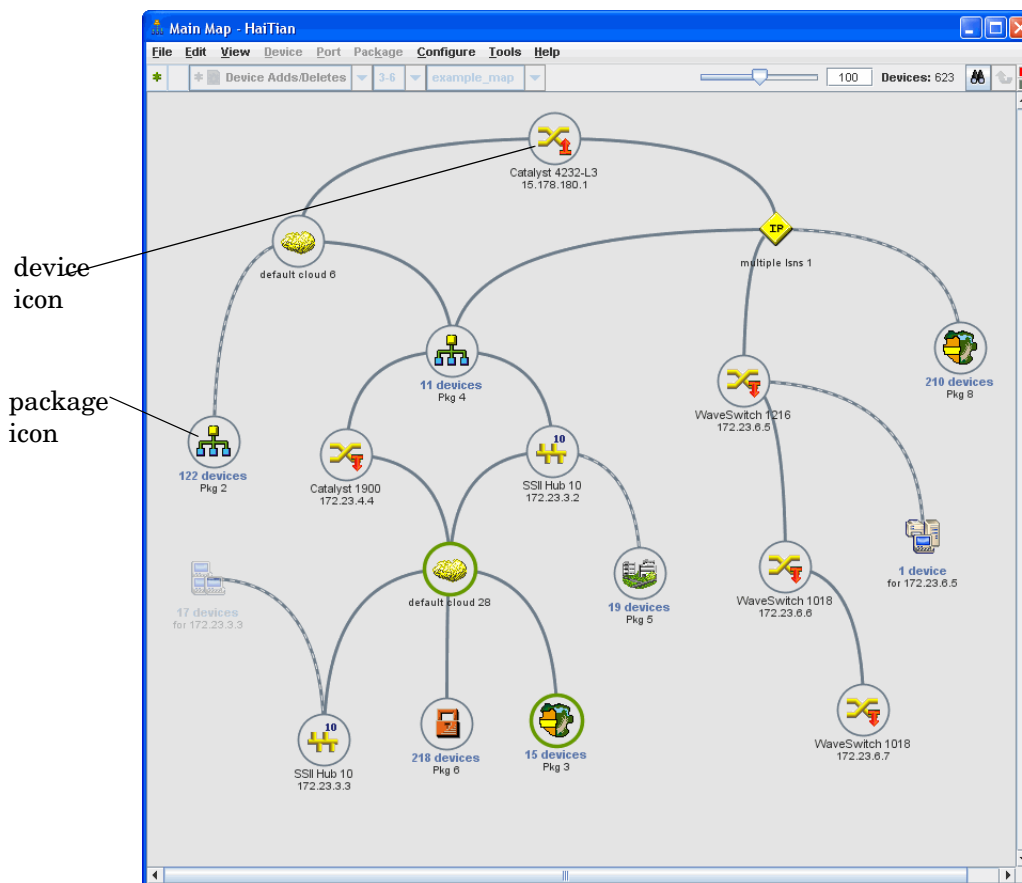 Main Map - HaiTian
File Edit View Device Port Package Configure Tools Help
Device Adds/Deletes 3-6 example_map 100 Devices: 623
Catalyst 4232-L3
15.178.180.1
IP
default cloud 6
multiple lsns 1
device
icon
11 devices
Pkg 4
210 devices
Pkg 8
package
icon
WaveSwitch 1216
172.23.6.5
122 devices
Pkg 2
Catalyst 1900
172.23.4.4
10
SSII Hub 10
172.23.3.2
1 device
for 172.23.6.5
default cloud 28
19 devices
Pkg 5
WaveSwitch 1018
172.23.6.6
17 devices
for 172.23.3.3
10
SSII Hub 10
172.23.3.3
218 devices
Pkg 6
15 devices
Pkg 3
WaveSwitch 1018
172.23.6.7